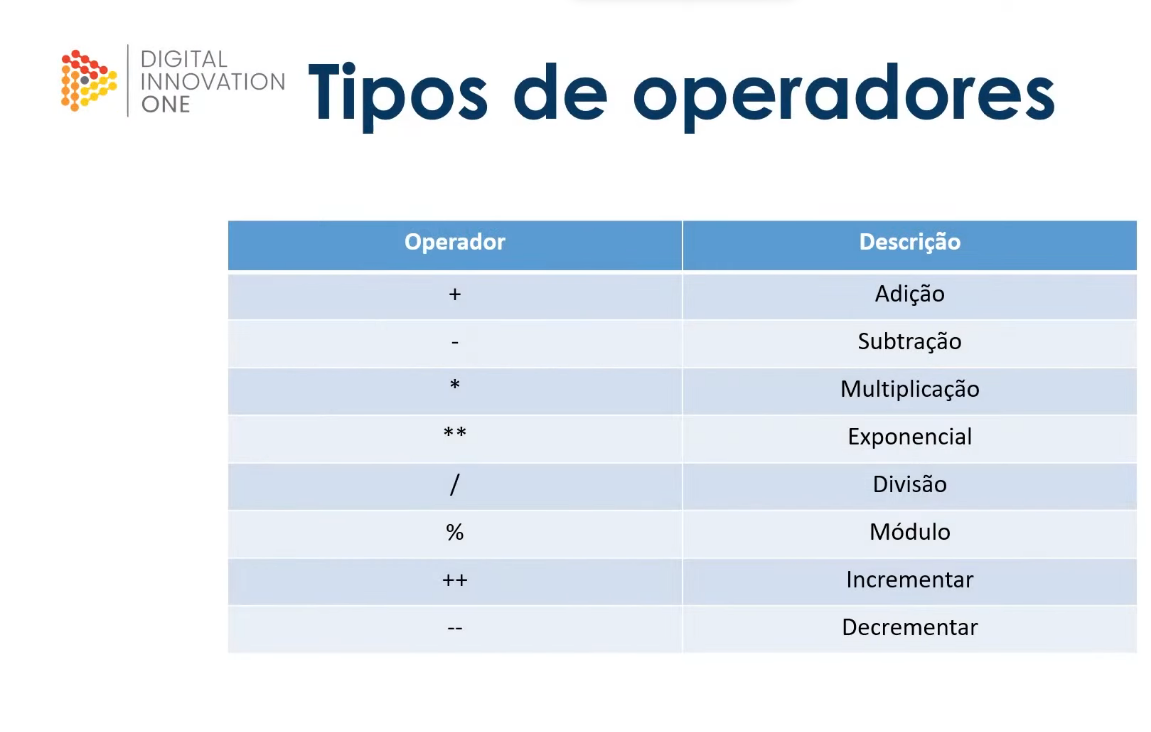 DIGITAL
INNOVATION
ONE
Tipos de operadores
Operador Descrição
+ Adição
- Subtração
* Multiplicação
** Exponencial
/ Divisão
% Módulo
++ Incrementar
-- Decrementar